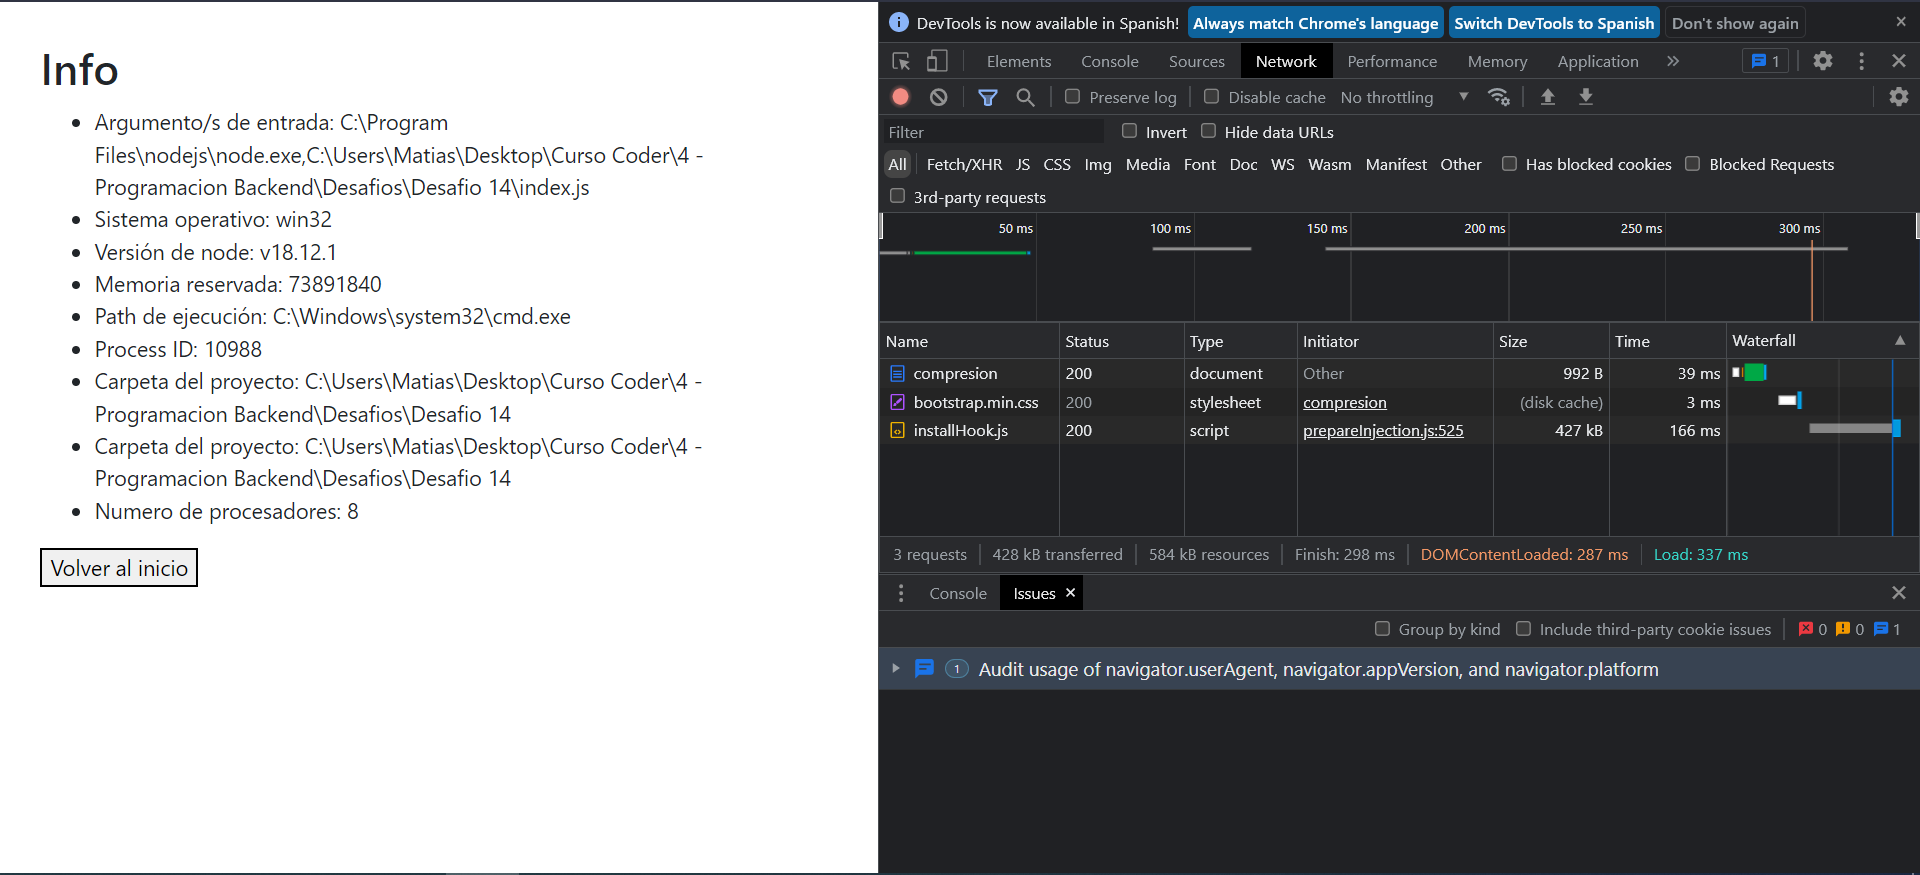 Info
Argumento/s de entrada: C:\Program
Files\nodejs\node.exe,C:\Users\Matias\Desktop\Curso Coder\4 -
Programacion Backend\Desafios\Desafio 14\index.js
Sistema operativo: win32
Versión de node: v18.12.1
Memoria reservada: 73891840
Path de ejecución: C:\Windows\system32\cmd.exe
Process ID: 10988
Carpeta del proyecto: C:\Users\Matias\Desktop\Curso Coder\4 -
Programacion Backend\Desafios\Desafio 14
Carpeta del proyecto: C:\Users\Matias\Desktop\Curso Coder\4 -
Programacion Backend\Desafios\Desafio 14
Numero de procesadores: 8
Volver al inicio
DevTools is now available in Spanish! Always match Chrome's language Switch DevTools to Spanish Don't show again
Elements Console Sources Network Performance Memory Application 1
Preserve log Disable cache No throttling
Filter Invert Hide data URLs
All Fetch/XHR JS CSS Img Media Font Doc WS Wasm Manifest Other Has blocked cookies Blocked Requests
3rd-party requests
50 ms 100 ms 150 ms 200 ms 250 ms 300 ms
Name Status Type Initiator Size Time Waterfall
compresion 200 document Other 992 B 39 ms
bootstrap.min.css 200 stylesheet compresion (disk cache) 3 ms
installHook.js 200 script prepareInjection.js:525 427 kB 166 ms
3 requests 428 kB transferred 584 kB resources Finish: 298 ms DOMContentLoaded: 287 ms Load: 337 ms
Console Issues
Group by kind Include third-party cookie issues 0 0 1
1 Audit usage of navigator.userAgent, navigator.appVersion, and navigator.platform